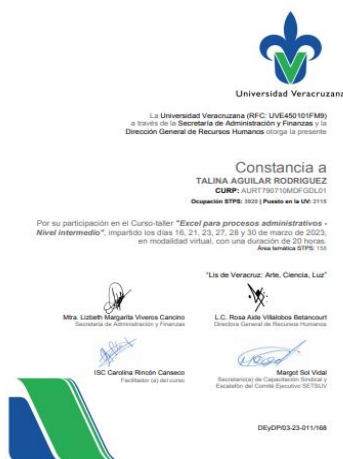 Universidad Veracruzana
La Universidad Veracruzana (RFC: UVE450101FM9)
a través de la Secretaría de Administración y Finanzas y la
Dirección General de Recursos Humanos otorga la presente
Constancia a
TALINA AGUILAR RODRIGUEZ
CURP: AURT790710MDFGDL01
Ocupación STPS: 3920 | Puesto en la UV: 2115
Por su participación en el Curso-taller "Excel para procesos administrativos -
Nivel intermedio", impartido los días 16, 21, 23, 27, 28 y 30 de marzo de 2023,
en modalidad virtual, con una duración de 20 horas.
Área temática STPS: 158
"Lis de Veracruz: Arte, Ciencia, Luz"
Mtra. Lizbeth Margarita Viveros Cancino
Secretaria de Administración y Finanzas
L.C. Rosa Aide Villalobos Betancourt
Directora General de Recursos Humanos
ISC Carolina Rincón Canseco
Facilitador (a) del curso
Margot Sol Vidal
Secretario(a) de Capacitación Sindical y
Escalafón del Comité Ejecutivo SETSUV
DEyDP/03-23-011/168